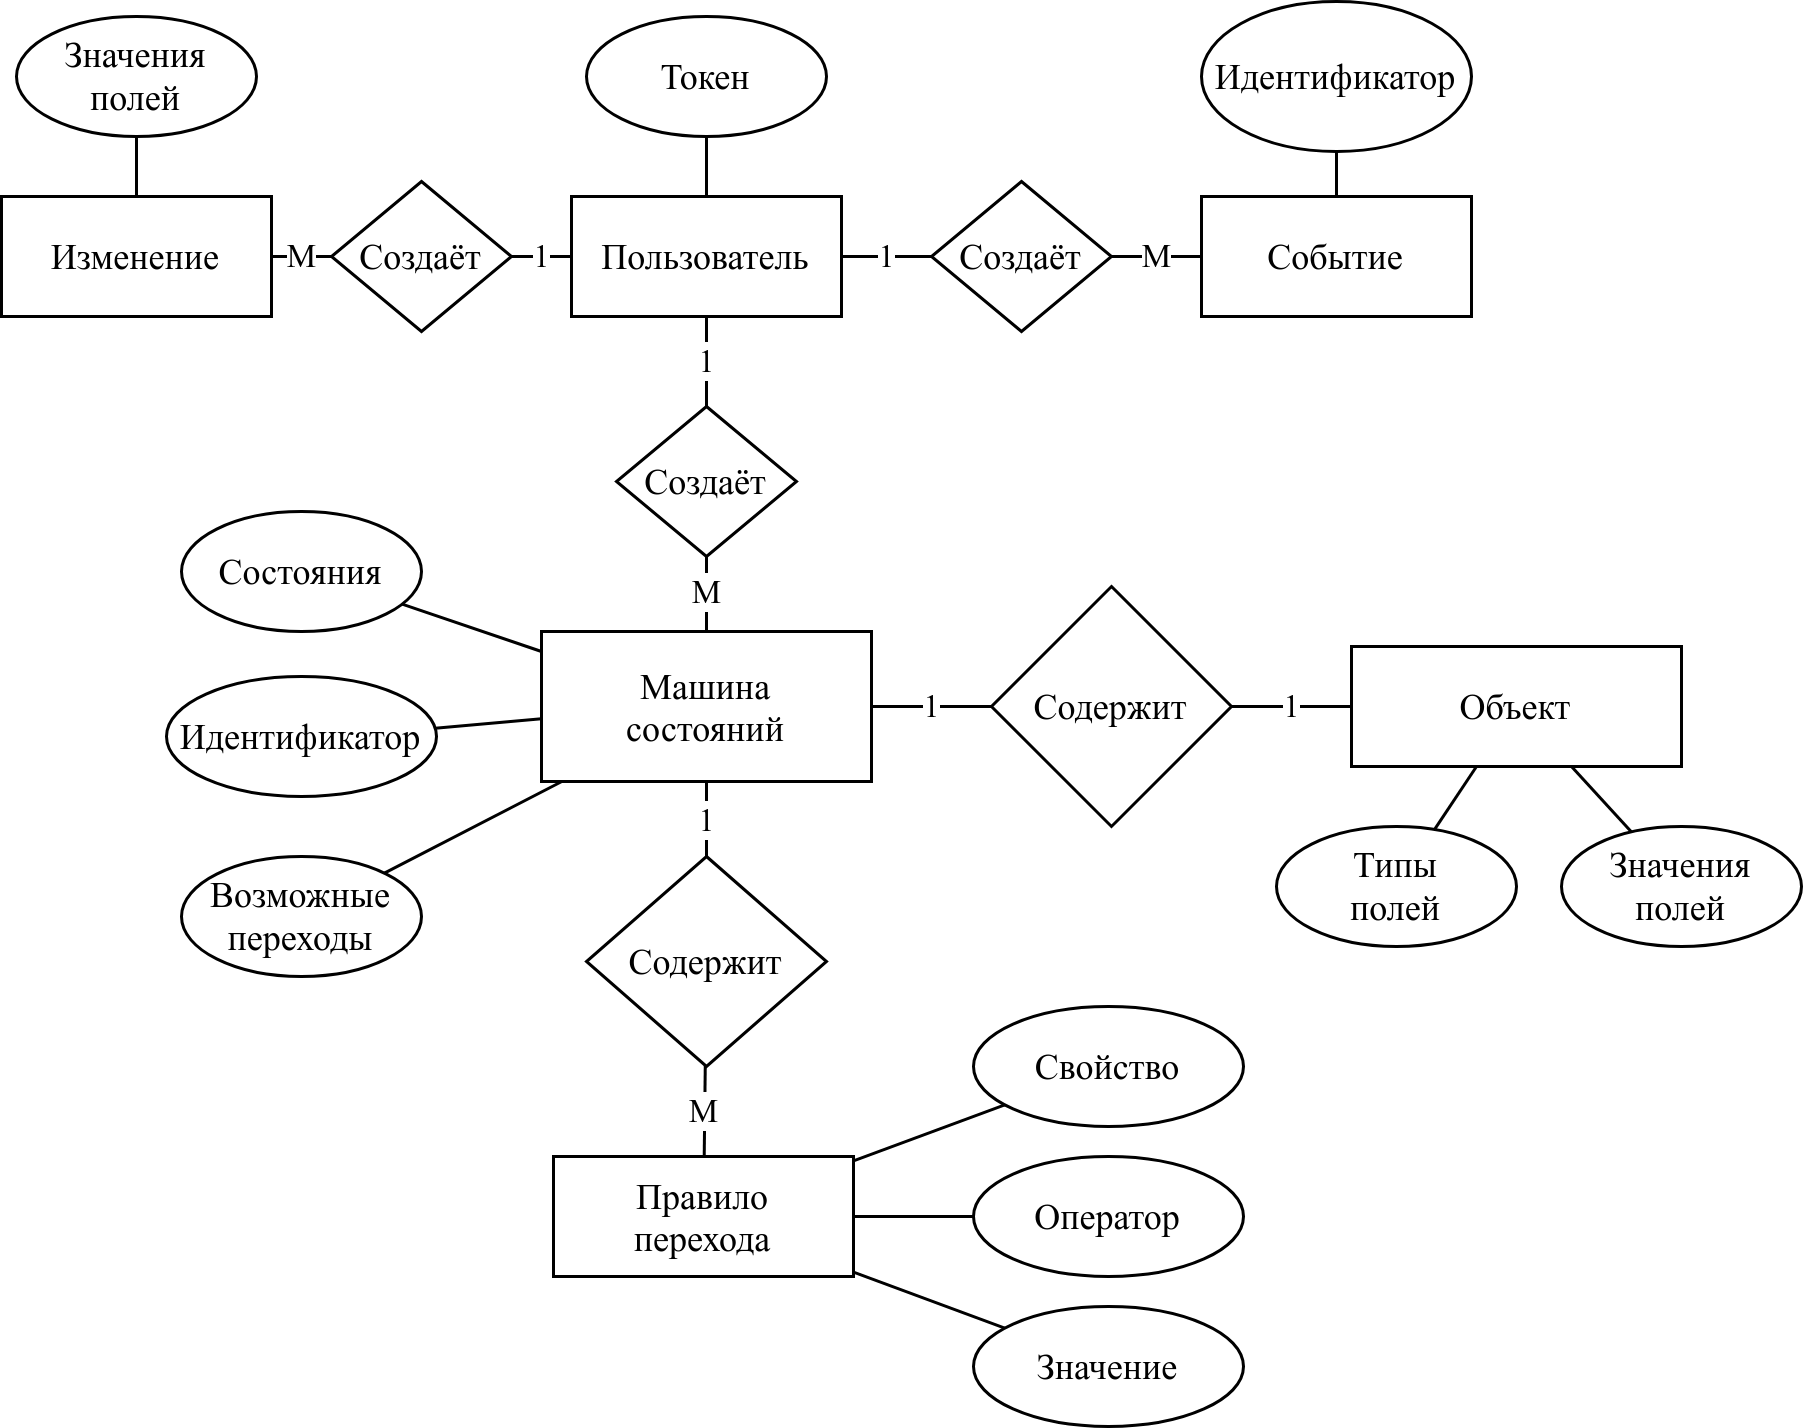 Значения
полей
Токен
Идентификатор
Изменение
М
Создаёт
1
Пользователь
1
Создаёт
М
Событие
1
Создаёт
М
Состояния
Идентификатор
Возможные
переходы
Машина
состояний
1
Содержит
1
Объект
Типы
полей
Значения
полей
1
Содержит
М
Правило
перехода
Свойство
Оператор
Значение